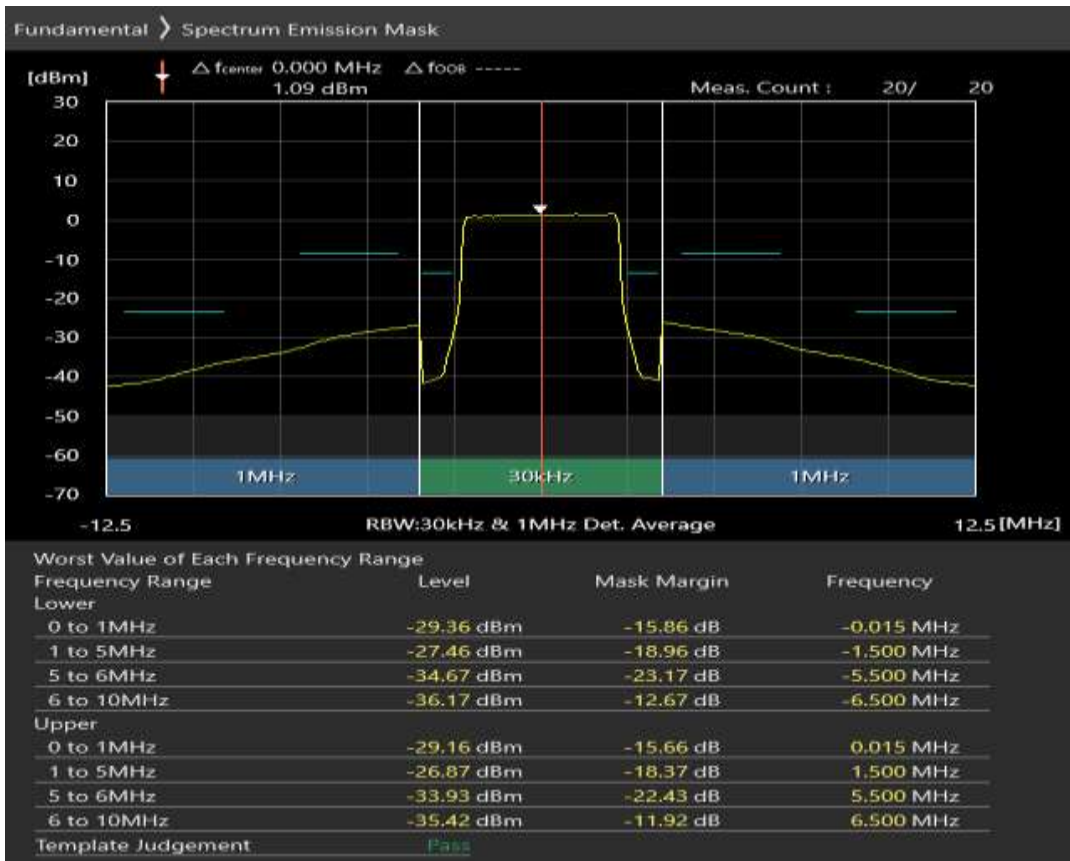 Fundamental ❯ Spectrum Emission Mask
△ fcenter 0.000 MHz △ fOOB -----
[dBm]
1.09 dBm Meas. Count : 20/ 20
30
20
10
0
-10
-20
-30
-40
-50
-60
1MHz 30kHz 1MHz
-70
-12.5 RBW:30kHz & 1MHz Det. Average 12.5 [MHz]
Worst Value of Each Frequency Range
Frequency Range Level Mask Margin Frequency
Lower
0 to 1MHz -29.36 dBm -15.86 dB -0.015 MHz
1 to 5MHz -27.46 dBm -18.96 dB -1.500 MHz
5 to 6MHz -34.67 dBm -23.17 dB -5.500 MHz
6 to 10MHz -36.17 dBm -12.67 dB -6.500 MHz
Upper
0 to 1MHz -29.16 dBm -15.66 dB 0.015 MHz
1 to 5MHz -26.87 dBm -18.37 dB 1.500 MHz
5 to 6MHz -33.93 dBm -22.43 dB 5.500 MHz
6 to 10MHz -35.42 dBm -11.92 dB 6.500 MHz
Template Judgement Pass